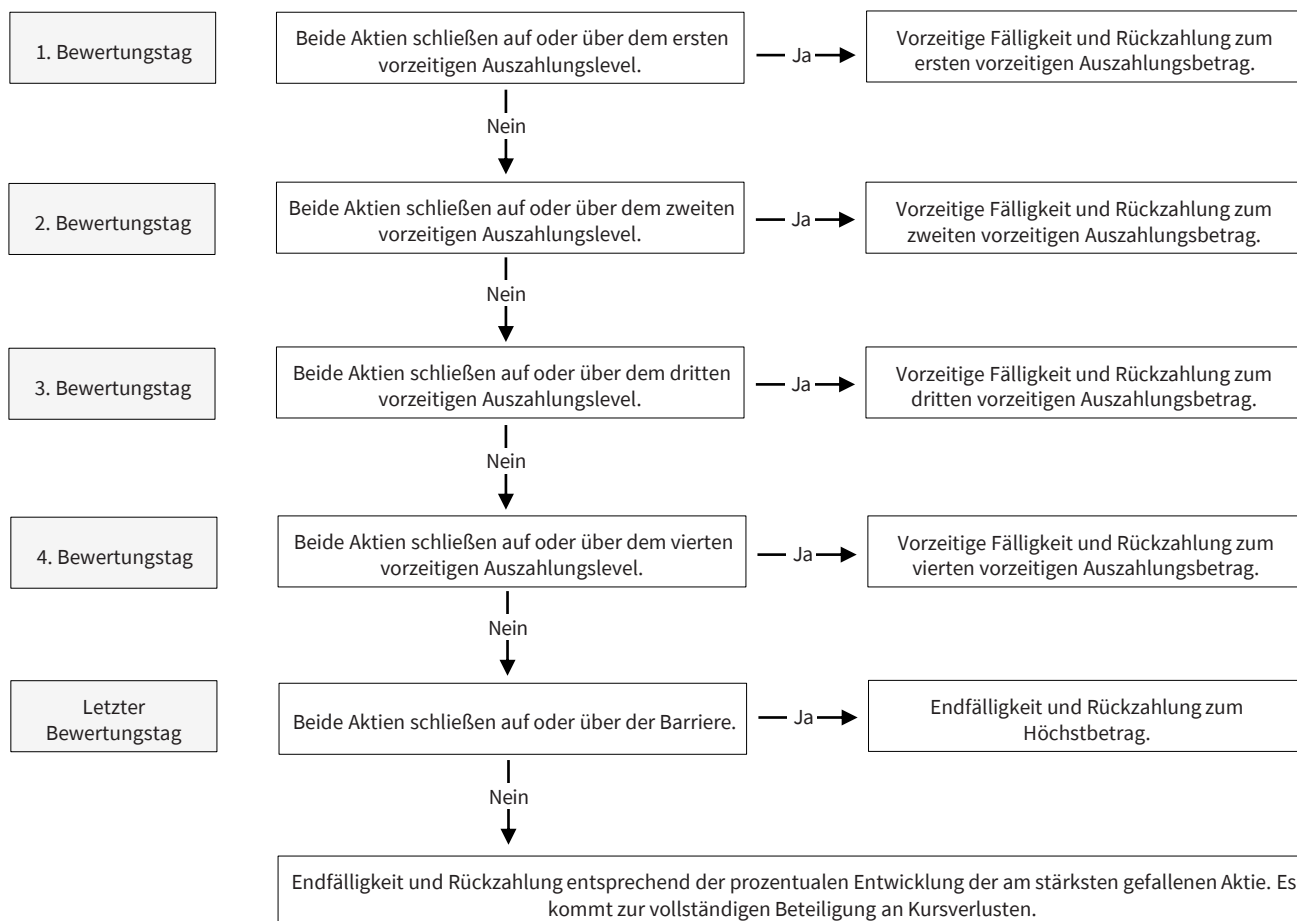 1. Bewertungstag
Beide Aktien schließen auf oder über dem ersten
vorzeitigen Auszahlungslevel.
Ja
Vorzeitige Fälligkeit und Rückzahlung zum
ersten vorzeitigen Auszahlungsbetrag.
Nein
2. Bewertungstag
Beide Aktien schließen auf oder über dem zweiten
vorzeitigen Auszahlungslevel.
Ja
Vorzeitige Fälligkeit und Rückzahlung zum
zweiten vorzeitigen Auszahlungsbetrag.
Nein
3. Bewertungstag
Beide Aktien schließen auf oder über dem dritten
vorzeitigen Auszahlungslevel.
Ja
Vorzeitige Fälligkeit und Rückzahlung zum
dritten vorzeitigen Auszahlungsbetrag.
Nein
4. Bewertungstag
Beide Aktien schließen auf oder über dem vierten
vorzeitigen Auszahlungslevel.
Ja
Vorzeitige Fälligkeit und Rückzahlung zum
vierten vorzeitigen Auszahlungsbetrag.
Nein
Letzter
Bewertungstag
Beide Aktien schließen auf oder über der Barriere.
Ja
Endfälligkeit und Rückzahlung zum
Höchstbetrag.
Nein
Endfälligkeit und Rückzahlung entsprechend der prozentualen Entwicklung der am stärksten gefallenen Aktie. Es
kommt zur vollständigen Beteiligung an Kursverlusten.